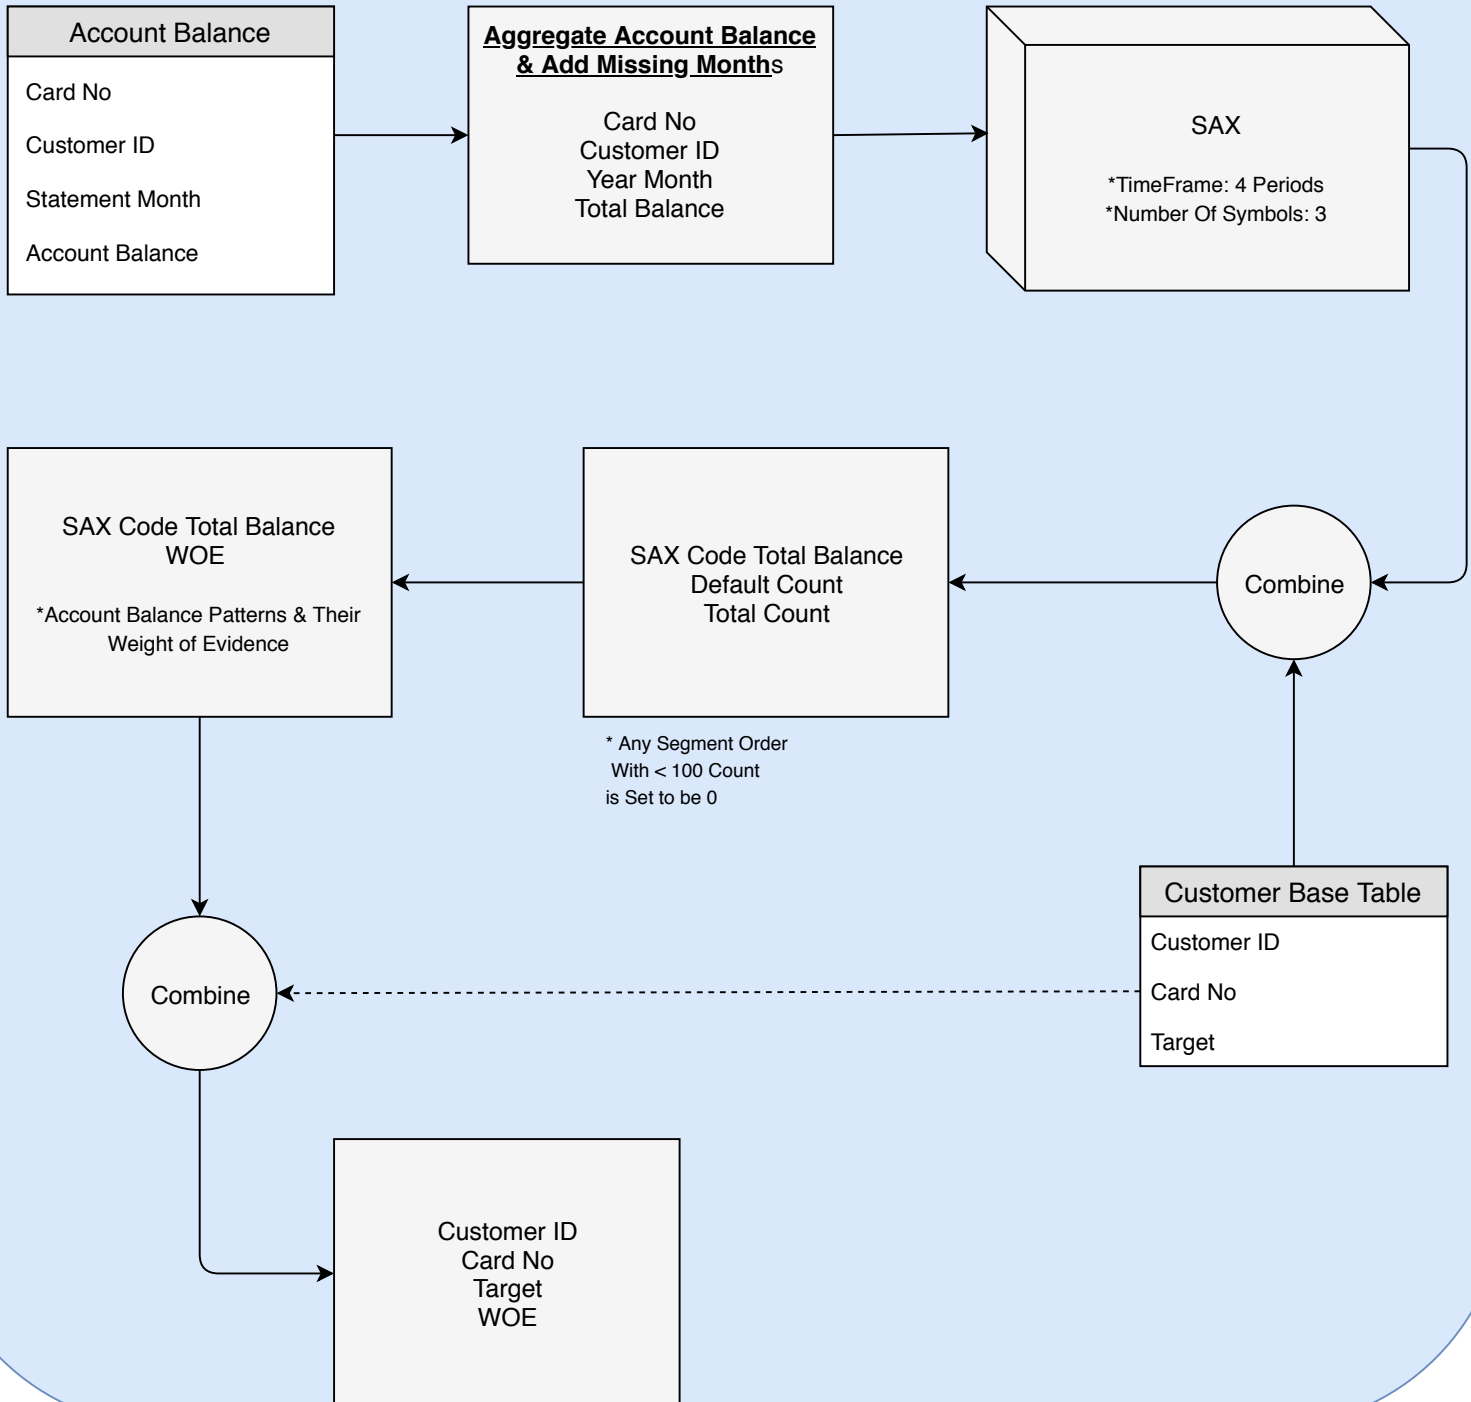 Account Balance
Card No
Customer ID
Statement Month
Account Balance
Aggregate Account Balance
& Add Missing Months
Card No
Customer ID
Year Month
Total Balance
SAX
*TimeFrame: 4 Periods
*Number Of Symbols: 3
SAX Code Total Balance
WOE
*Account Balance Patterns & Their
Weight of Evidence
SAX Code Total Balance
Default Count
Total Count
* Any Segment Order
With < 100 Count
is Set to be 0
Combine
Customer Base Table
Customer ID
Card No
Target
Combine
Customer ID
Card No
Target
WOE